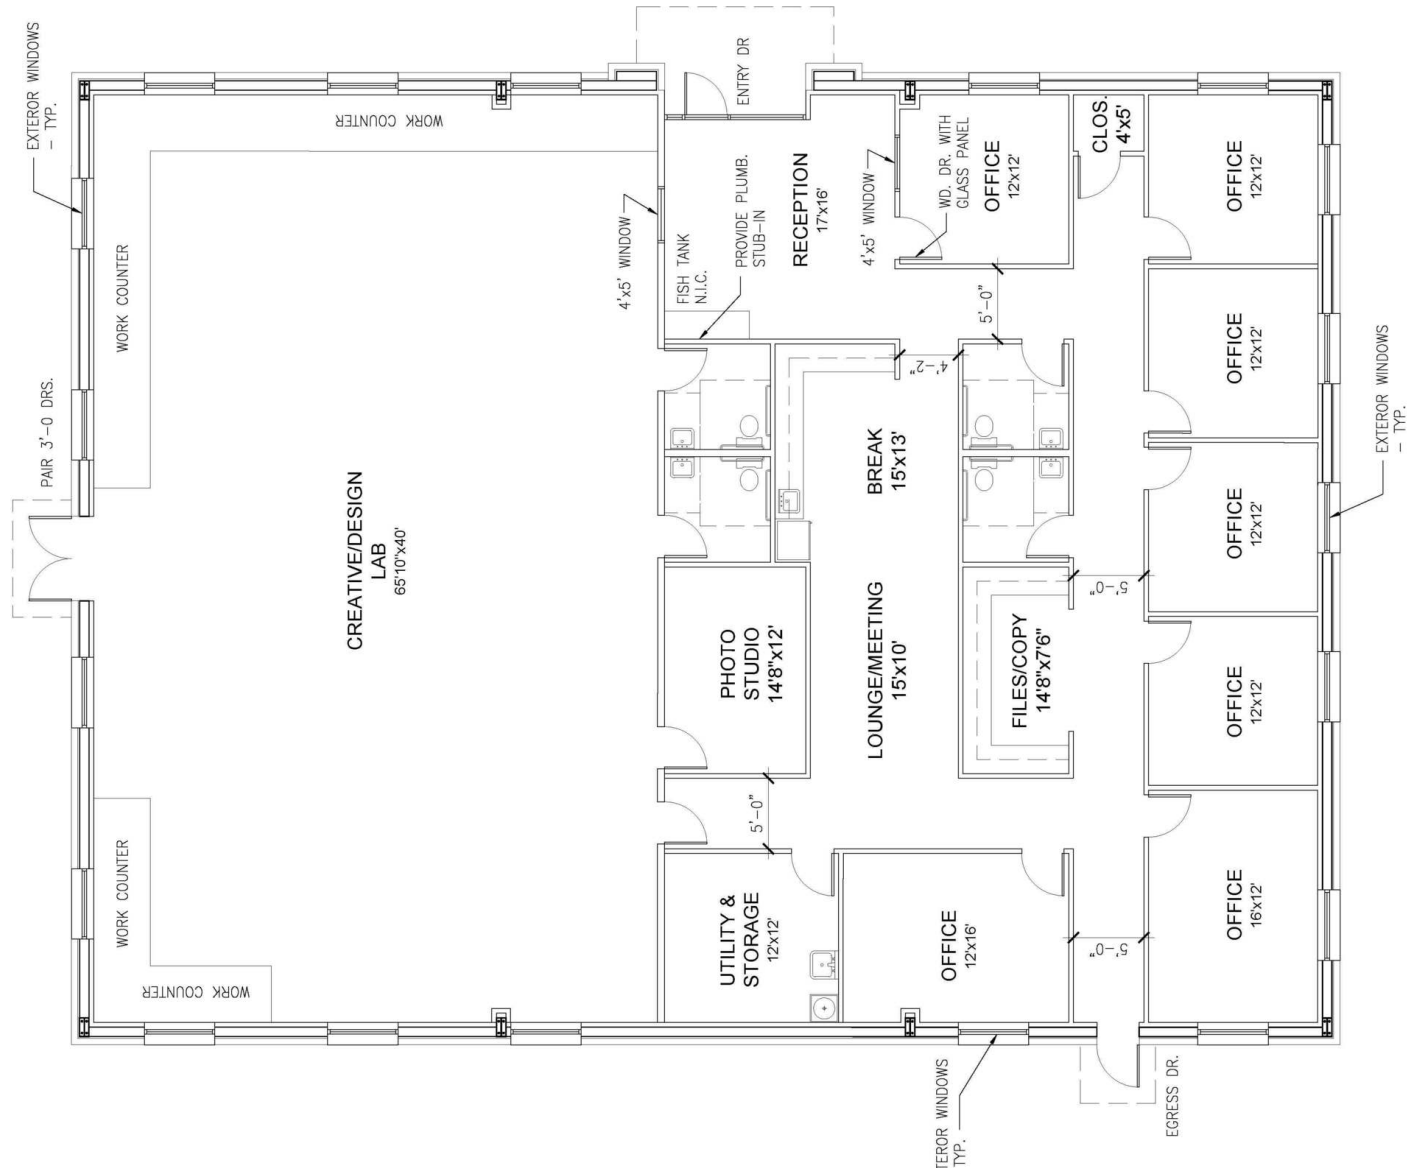 EXTERIOR WINDOWS
- TYP.
PAIR 3'-0 DRS.
WORK COUNTER
WORK COUNTER
WORK COUNTER
WORK COUNTER
CREATIVE/DESIGN
LAB
65'10"x40'
ENTRY DR
4'x5' WINDOW
FISH TANK
N.I.C.
PROVIDE PLUMB.
STUB-IN
RECEPTION
17'x16'
4'x5' WINDOW
WD. DR. WITH
GLASS PANEL
OFFICE
12'x12'
CLOS.
4'x5'
OFFICE
12'x12'
5'-0"
4'-2"
OFFICE
12'x12'
BREAK
15'x13'
OFFICE
12'x12'
PHOTO
STUDIO
14'8"x12'
LOUNGE/MEETING
15'x10'
FILES/COPY
14'8"x7'6"
5'-0"
OFFICE
12'x12'
5'-0"
UTILITY &
STORAGE
12'x12'
OFFICE
12'x16'
5'-0"
OFFICE
16'x12'
EXTERIOR WINDOWS
- TYP.
TEROR WINDOWS
TYP.
EGRESS DR.